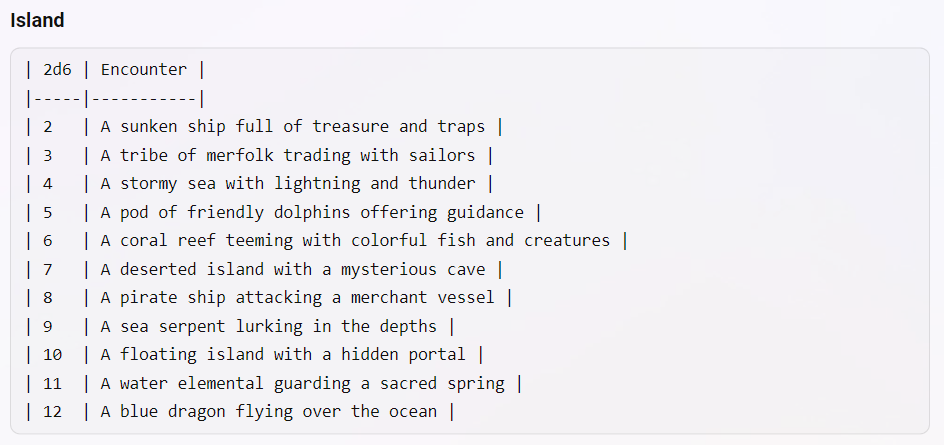 Island
| 2d6 | Encounter |
|-----|-----------|
| 2   | A sunken ship full of treasure and traps |
| 3   | A tribe of merfolk trading with sailors |
| 4   | A stormy sea with lightning and thunder |
| 5   | A pod of friendly dolphins offering guidance |
| 6   | A coral reef teeming with colorful fish and creatures |
| 7   | A deserted island with a mysterious cave |
| 8   | A pirate ship attacking a merchant vessel |
| 9   | A sea serpent lurking in the depths |
| 10  | A floating island with a hidden portal |
| 11  | A water elemental guarding a sacred spring |
| 12  | A blue dragon flying over the ocean |